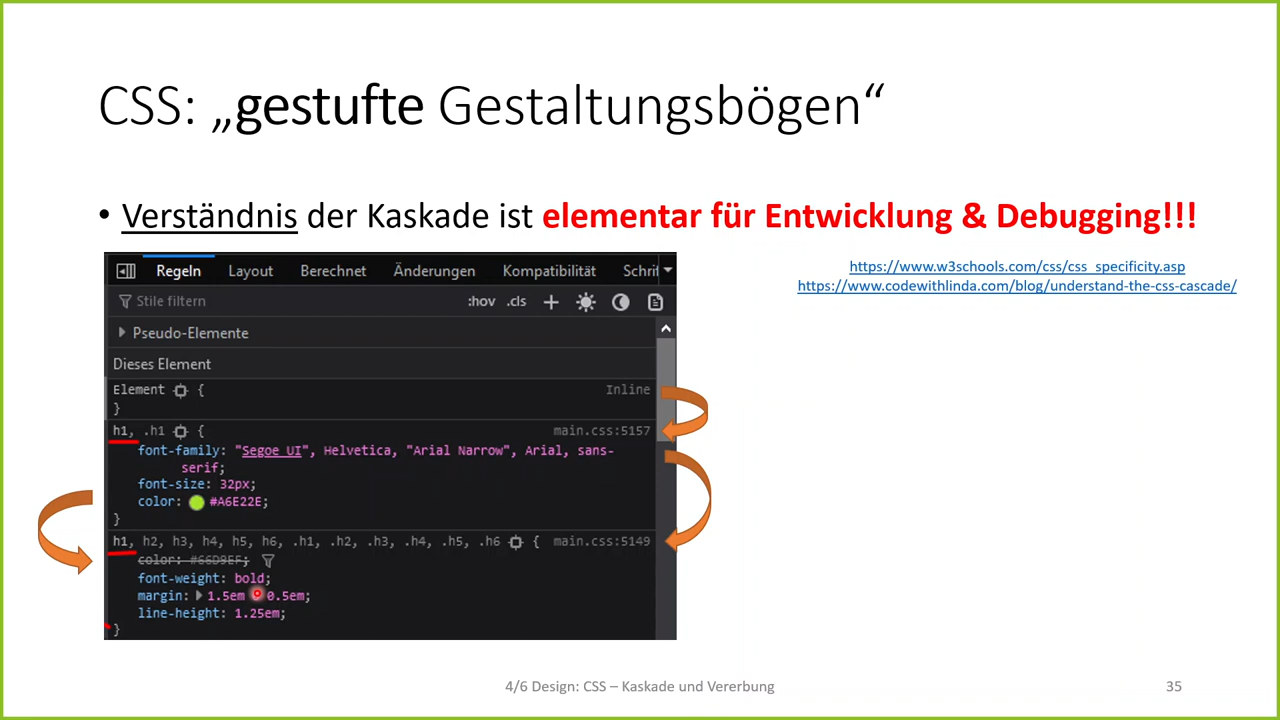 CSS: „gestufte Gestaltungsbögen“
• Verständnis der Kaskade ist elementar für Entwicklung & Debugging!!!
https://www.w3schools.com/css/css_specificity.asp
https://www.codewithlinda.com/blog/understand-the-css-cascade/
Regeln Layout Berechnet Änderungen Kompatibilität Schrif
Stile filtern :hov .cls +
Pseudo-Elemente
Dieses Element
Element { Inline
}
h1, .h1 { main.css:5157
font-family: "Segoe UI", Helvetica, "Arial Narrow", Arial, sans-
serif;
font-size: 32px;
color: #A6E22E;
}
h1, h2, h3, h4, h5, h6, .h1, .h2, .h3, .h4, .h5, .h6 { main.css:5149
color: #66D9EF;
font-weight: bold;
margin: 1.5em 0.5em;
line-height: 1.25em;
}
4/6 Design: CSS – Kaskade und Vererbung
35